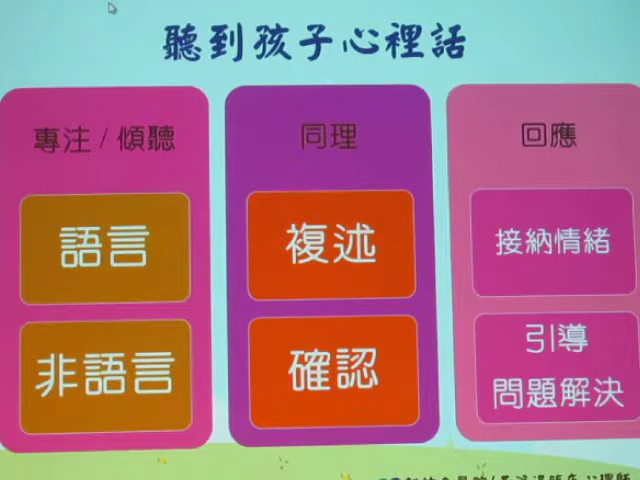 聽到孩子心裡話
專注/傾聽
語言
非語言
同理
複述
確認
回應
接納情緒
引導
問題解決